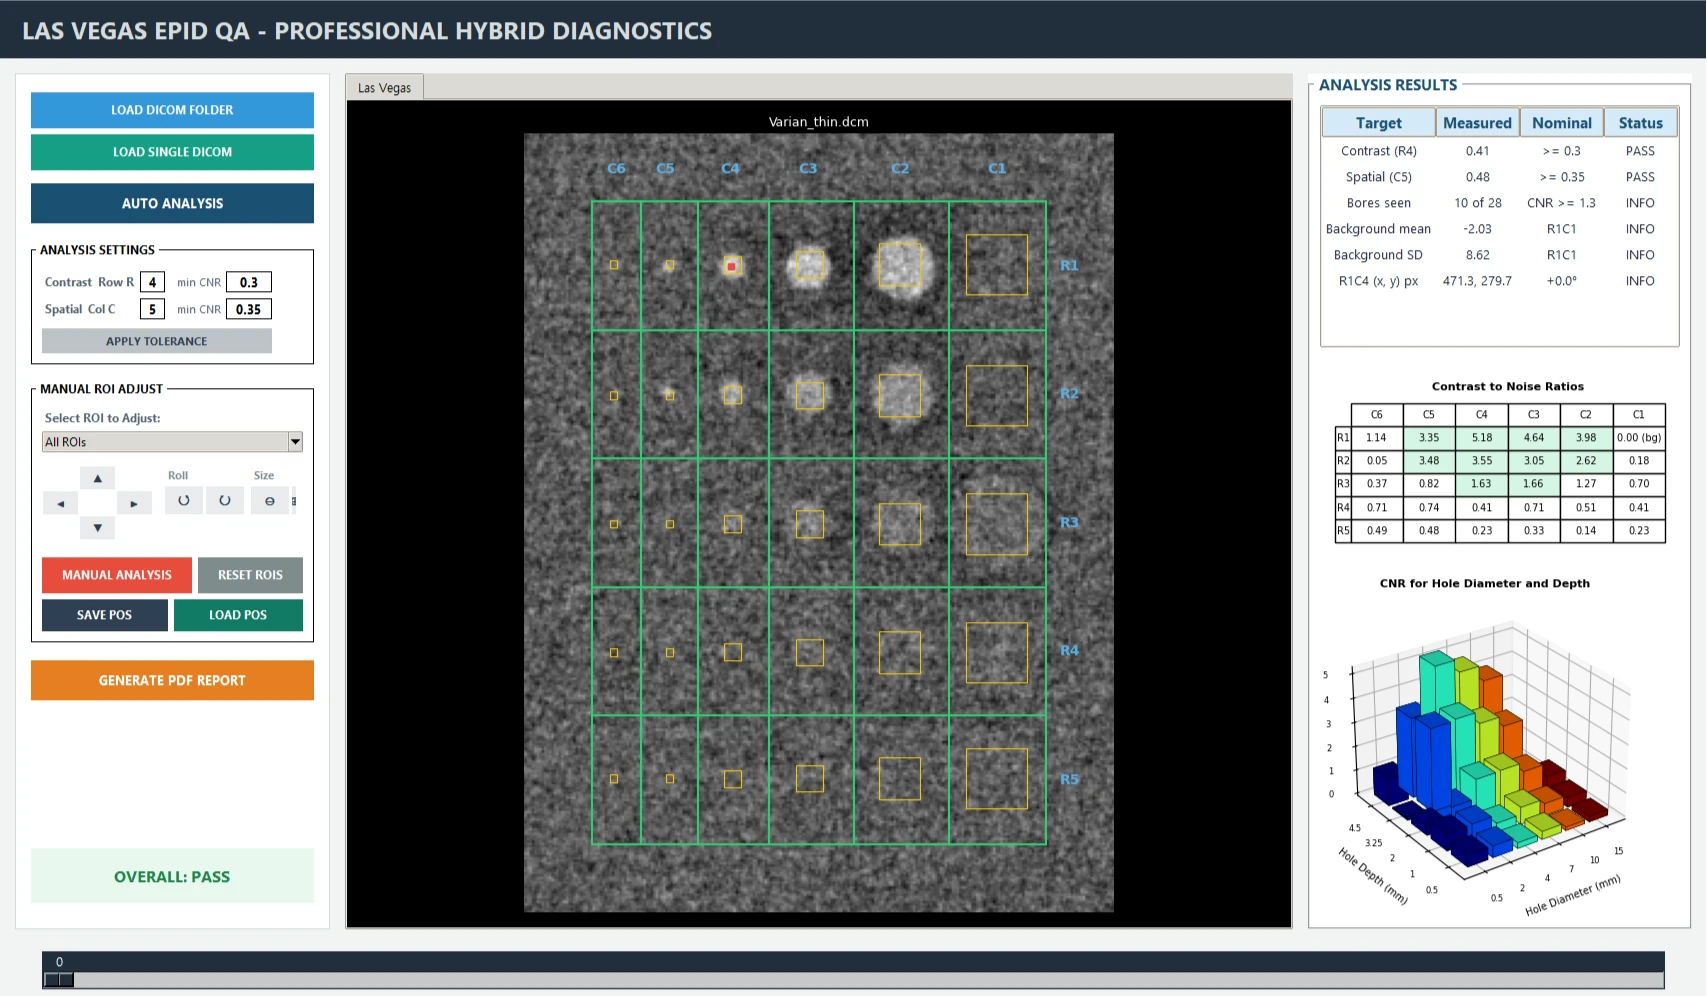 LAS VEGAS EPID QA - PROFESSIONAL HYBRID DIAGNOSTICS
LOAD DICOM FOLDER
LOAD SINGLE DICOM
AUTO ANALYSIS
ANALYSIS SETTINGS
Contrast Row R 4 min CNR 0.3
Spatial Col C 5 min CNR 0.35
APPLY TOLERANCE
MANUAL ROI ADJUST
Select ROI to Adjust:
All ROIs
Roll Size
MANUAL ANALYSIS RESET ROIS
SAVE POS LOAD POS
GENERATE PDF REPORT
OVERALL: PASS
Las Vegas
Varian_thin.dcm
C6 C5 C4 C3 C2 C1
R1
R2
R3
R4
R5
ANALYSIS RESULTS
Target Measured Nominal Status
Contrast (R4) 0.41 >= 0.3 PASS
Spatial (C5) 0.48 >= 0.35 PASS
Bores seen 10 of 28 CNR >= 1.3 INFO
Background mean -2.03 R1C1 INFO
Background SD 8.62 R1C1 INFO
R1C4 (x, y) px 471.3, 279.7 +0.0° INFO
Contrast to Noise Ratios
C6 C5 C4 C3 C2 C1
R1 1.14 3.35 5.18 4.64 3.98 0.00 (bg)
R2 0.05 3.48 3.55 3.05 2.62 0.18
R3 0.37 0.82 1.63 1.66 1.27 0.70
R4 0.71 0.74 0.41 0.71 0.51 0.41
R5 0.49 0.48 0.23 0.33 0.14 0.23
CNR for Hole Diameter and Depth
5
4
3
2
1
0
4.5
3.25
2
1
0.5
Hole Depth (mm)
0.5
2
4
7
10
15
Hole Diameter (mm)
0